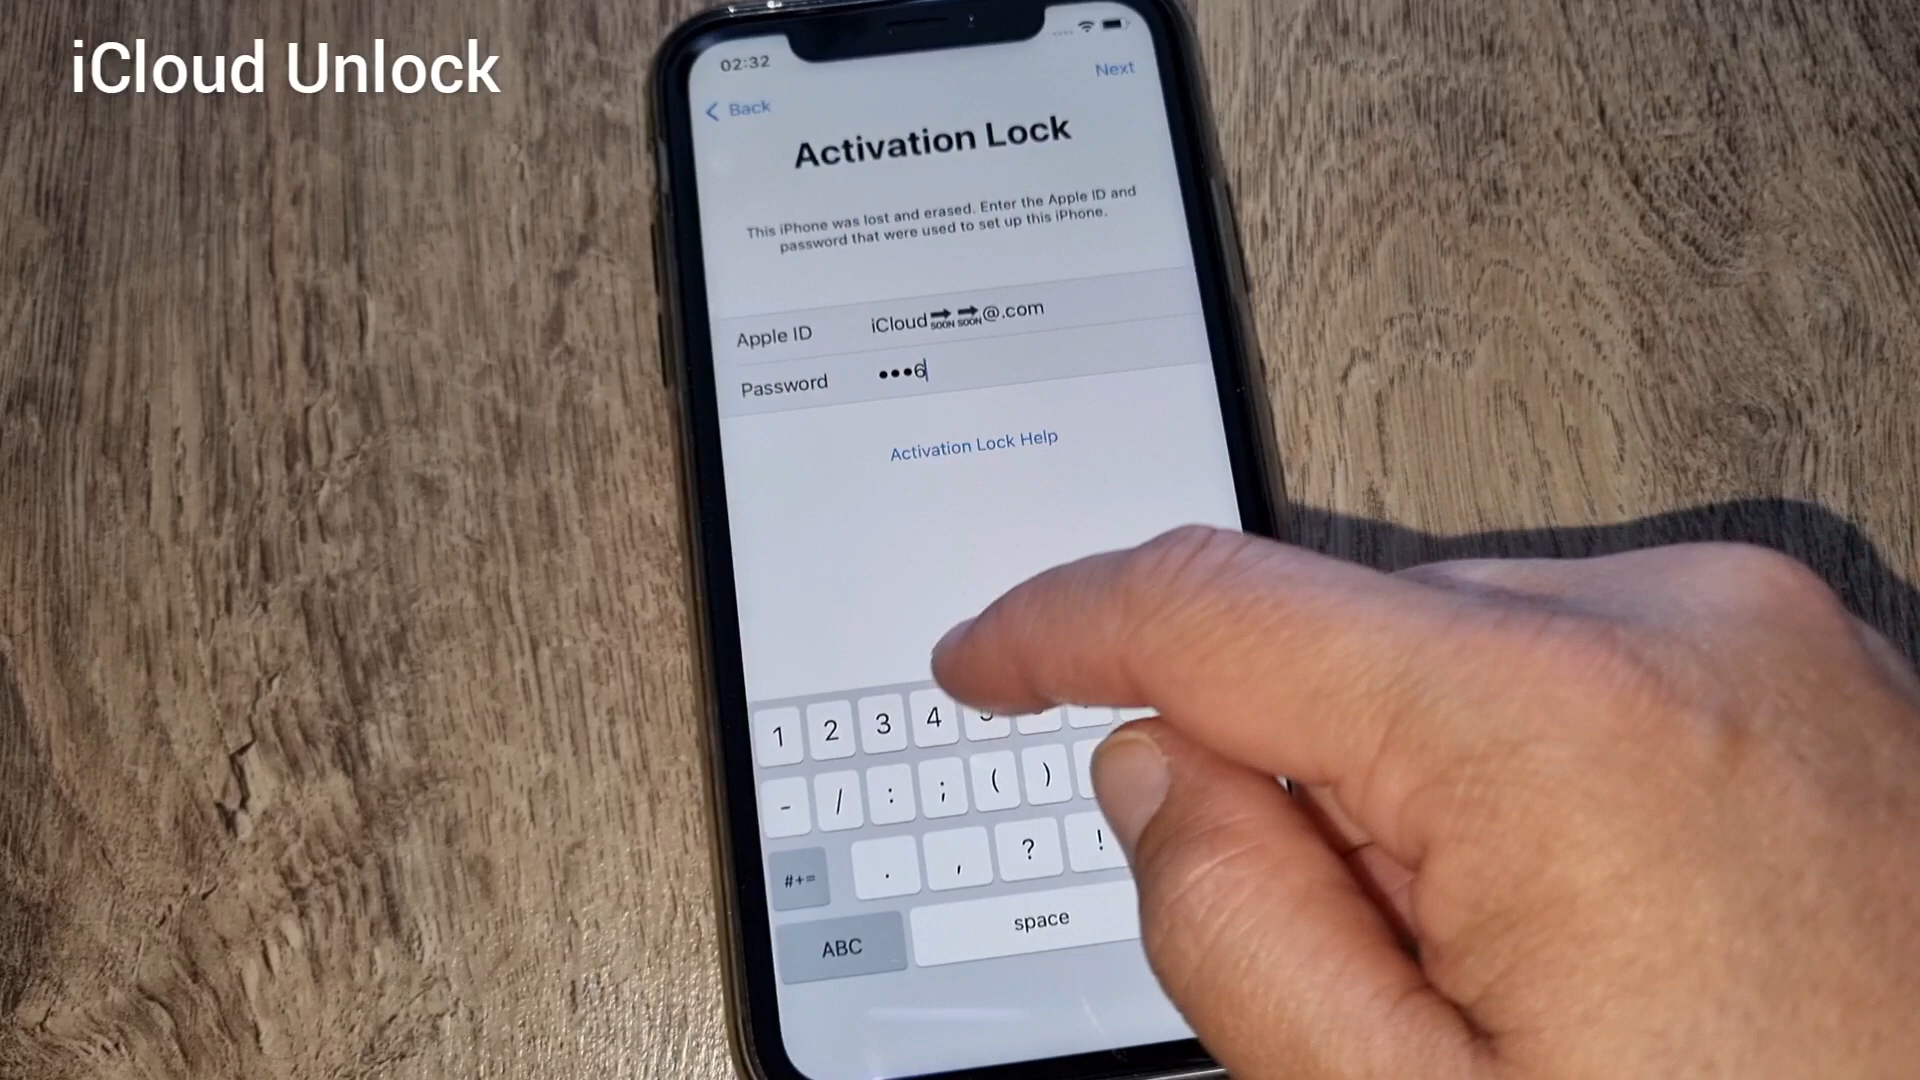 iCloud Unlock
02:32
Next
Back
Activation Lock
This iPhone was lost and erased. Enter the Apple ID and
password that were used to set up this iPhone.
Apple ID iCloud SOON SOON @.com
Password •••6
Activation Lock Help
1 2 3 4
- / : ; ( )
#+= . , ? !
ABC space